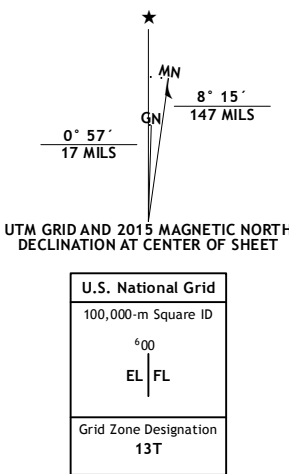 ★
MN
GN
8° 15´
147 MILS
0° 57´
17 MILS
UTM GRID AND 2015 MAGNETIC NORTH
DECLINATION AT CENTER OF SHEET
U.S. National Grid
100,000-m Square ID
⁶00
EL FL
Grid Zone Designation
13T